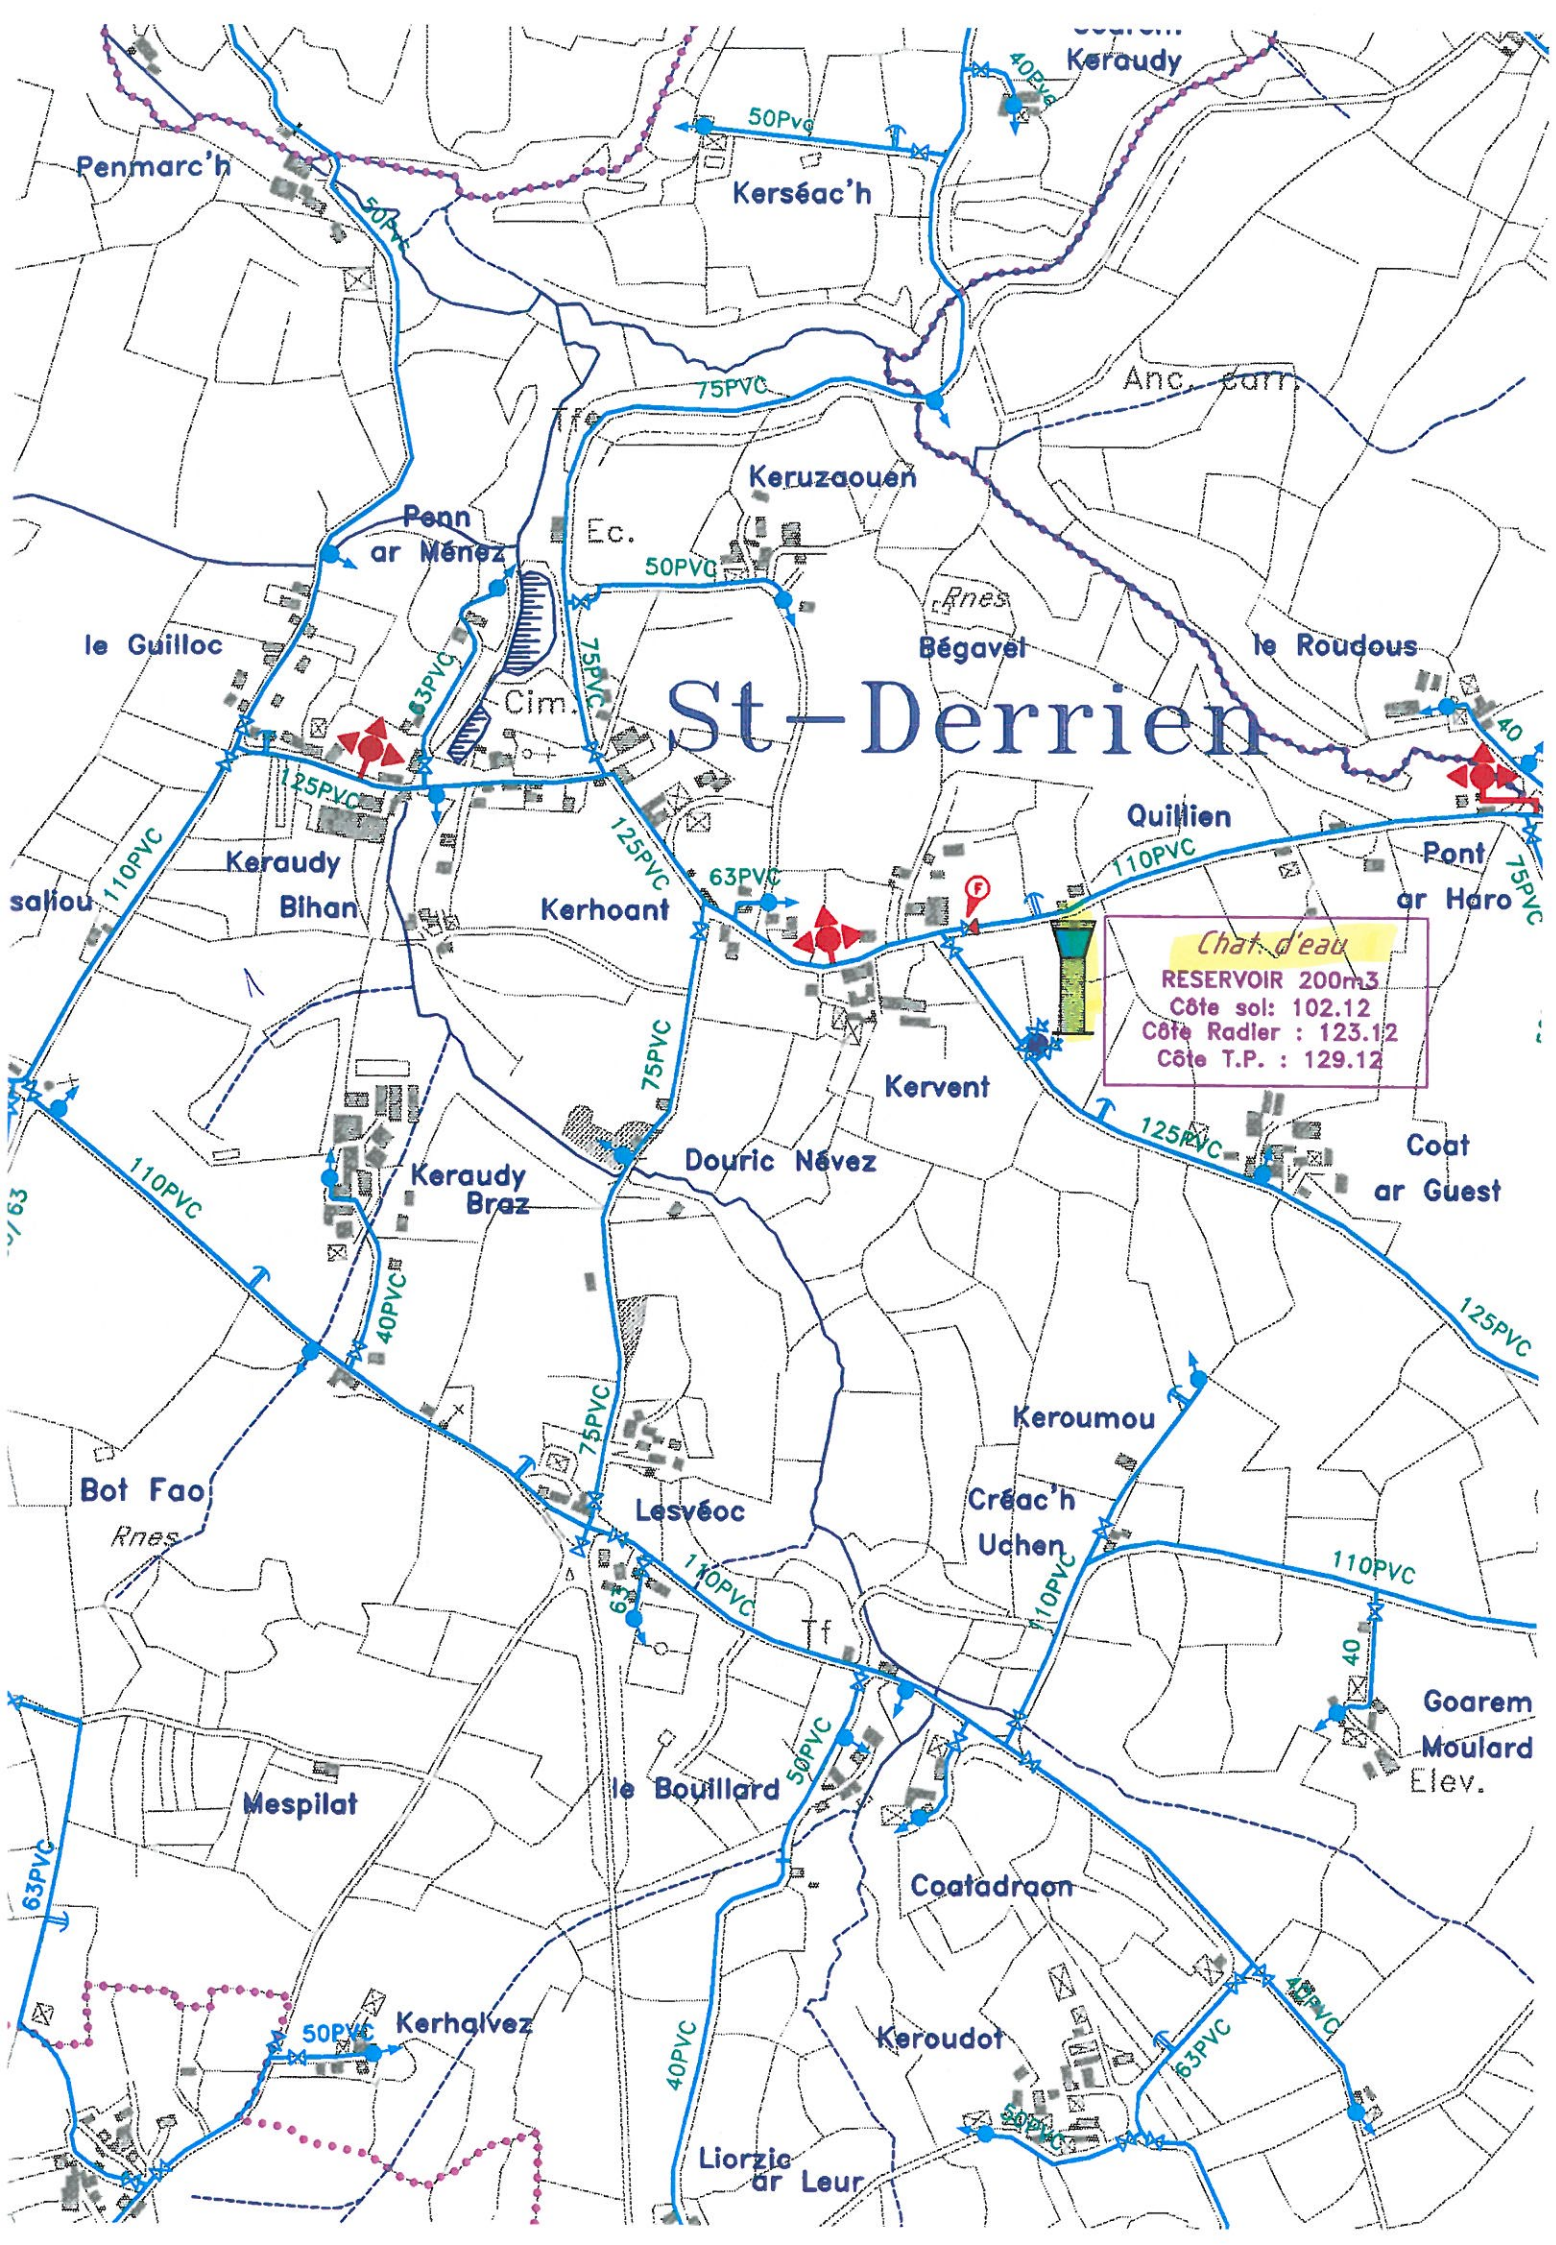 Keraudy
40Pvc
50Pvc
Penmarc'h
Kerséac'h
50Pvc
75PVC
Anc. carr.
Keruzaouen
Penn
ar Ménez
Ec.
50PVC
Rnes
le Guilloc
Bégavel
le Roudous
63PVC
75PVC
Cim.
St-Derrien
40
125PVC
Quillien
110PVC
125PVC
110PVC
Pont
ar Haro
75PVC
Keraudy
Bihan
saliou
63PVC
Kerhoant
F
Chat. d'eau
RESERVOIR 200m3
Côte sol: 102.12
Côte Radier : 123.12
Côte T.P. : 129.12
75PVC
Kervent
125PVC
Coat
ar Guest
Douric Névez
Keraudy
Braz
110PVC
/63
40PVC
125PVC
75PVC
Keroumou
Bot Fao
Rnes
Lesvéoc
Créac'h
Uchen
110PVC
110PVC
110PVC
63
Tf
40
Goarem
Moulard
Elev.
50PVC
le Bouillard
Mespilat
63PVC
Coatadraon
40PVC
Kerhalvez
50PVC
Keroudot
63PVC
40PVC
50PVC
Liorzic
ar Leur